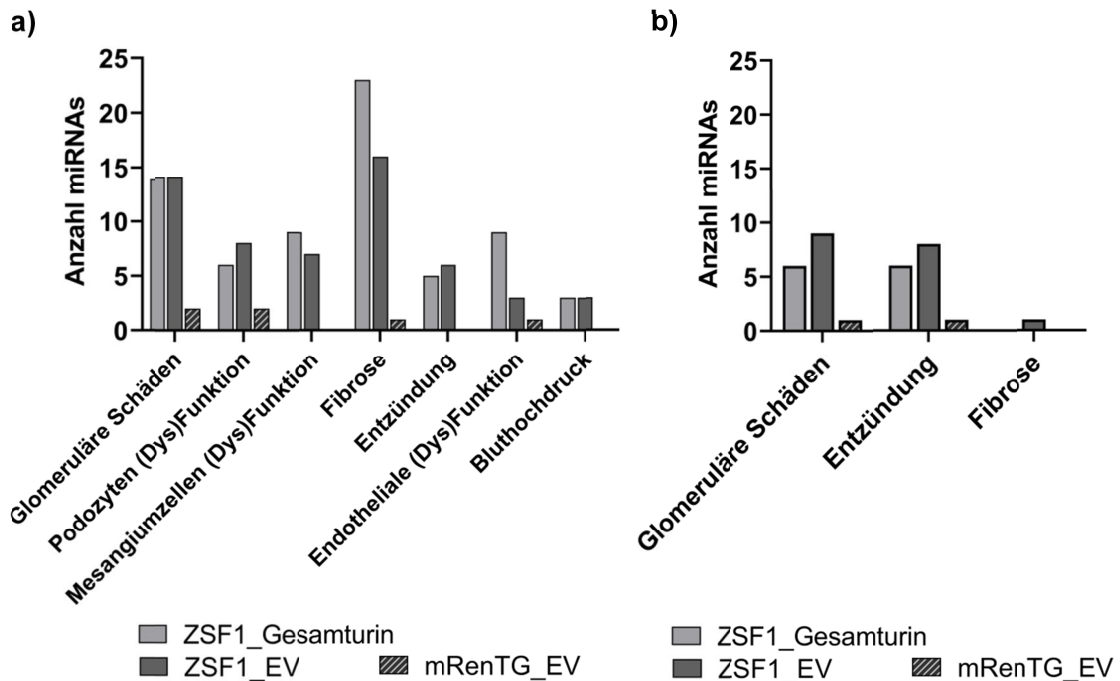 a)
Anzahl miRNAs
25
20
15
10
5
0
Glomeruläre Schäden
Podozyten (Dys)Funktion
Mesangiumzellen (Dys)Funktion
Fibrose
Entzündung
Endotheliale (Dys)Funktion
Bluthochdruck
ZSF1_Gesamturin
ZSF1_EV
mRenTG_EV
b)
Anzahl miRNAs
25
20
15
10
5
0
Glomeruläre Schäden
Entzündung
Fibrose
ZSF1_Gesamturin
ZSF1_EV
mRenTG_EV